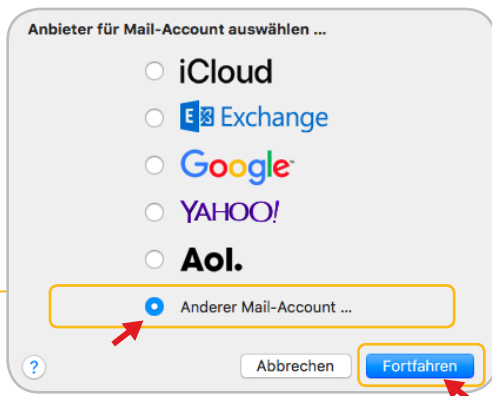 Anbieter für Mail-Account auswählen ...
iCloud
E Exchange
Google
YAHOO!
Aol.
Anderer Mail-Account ...
? Abbrechen Fortfahren